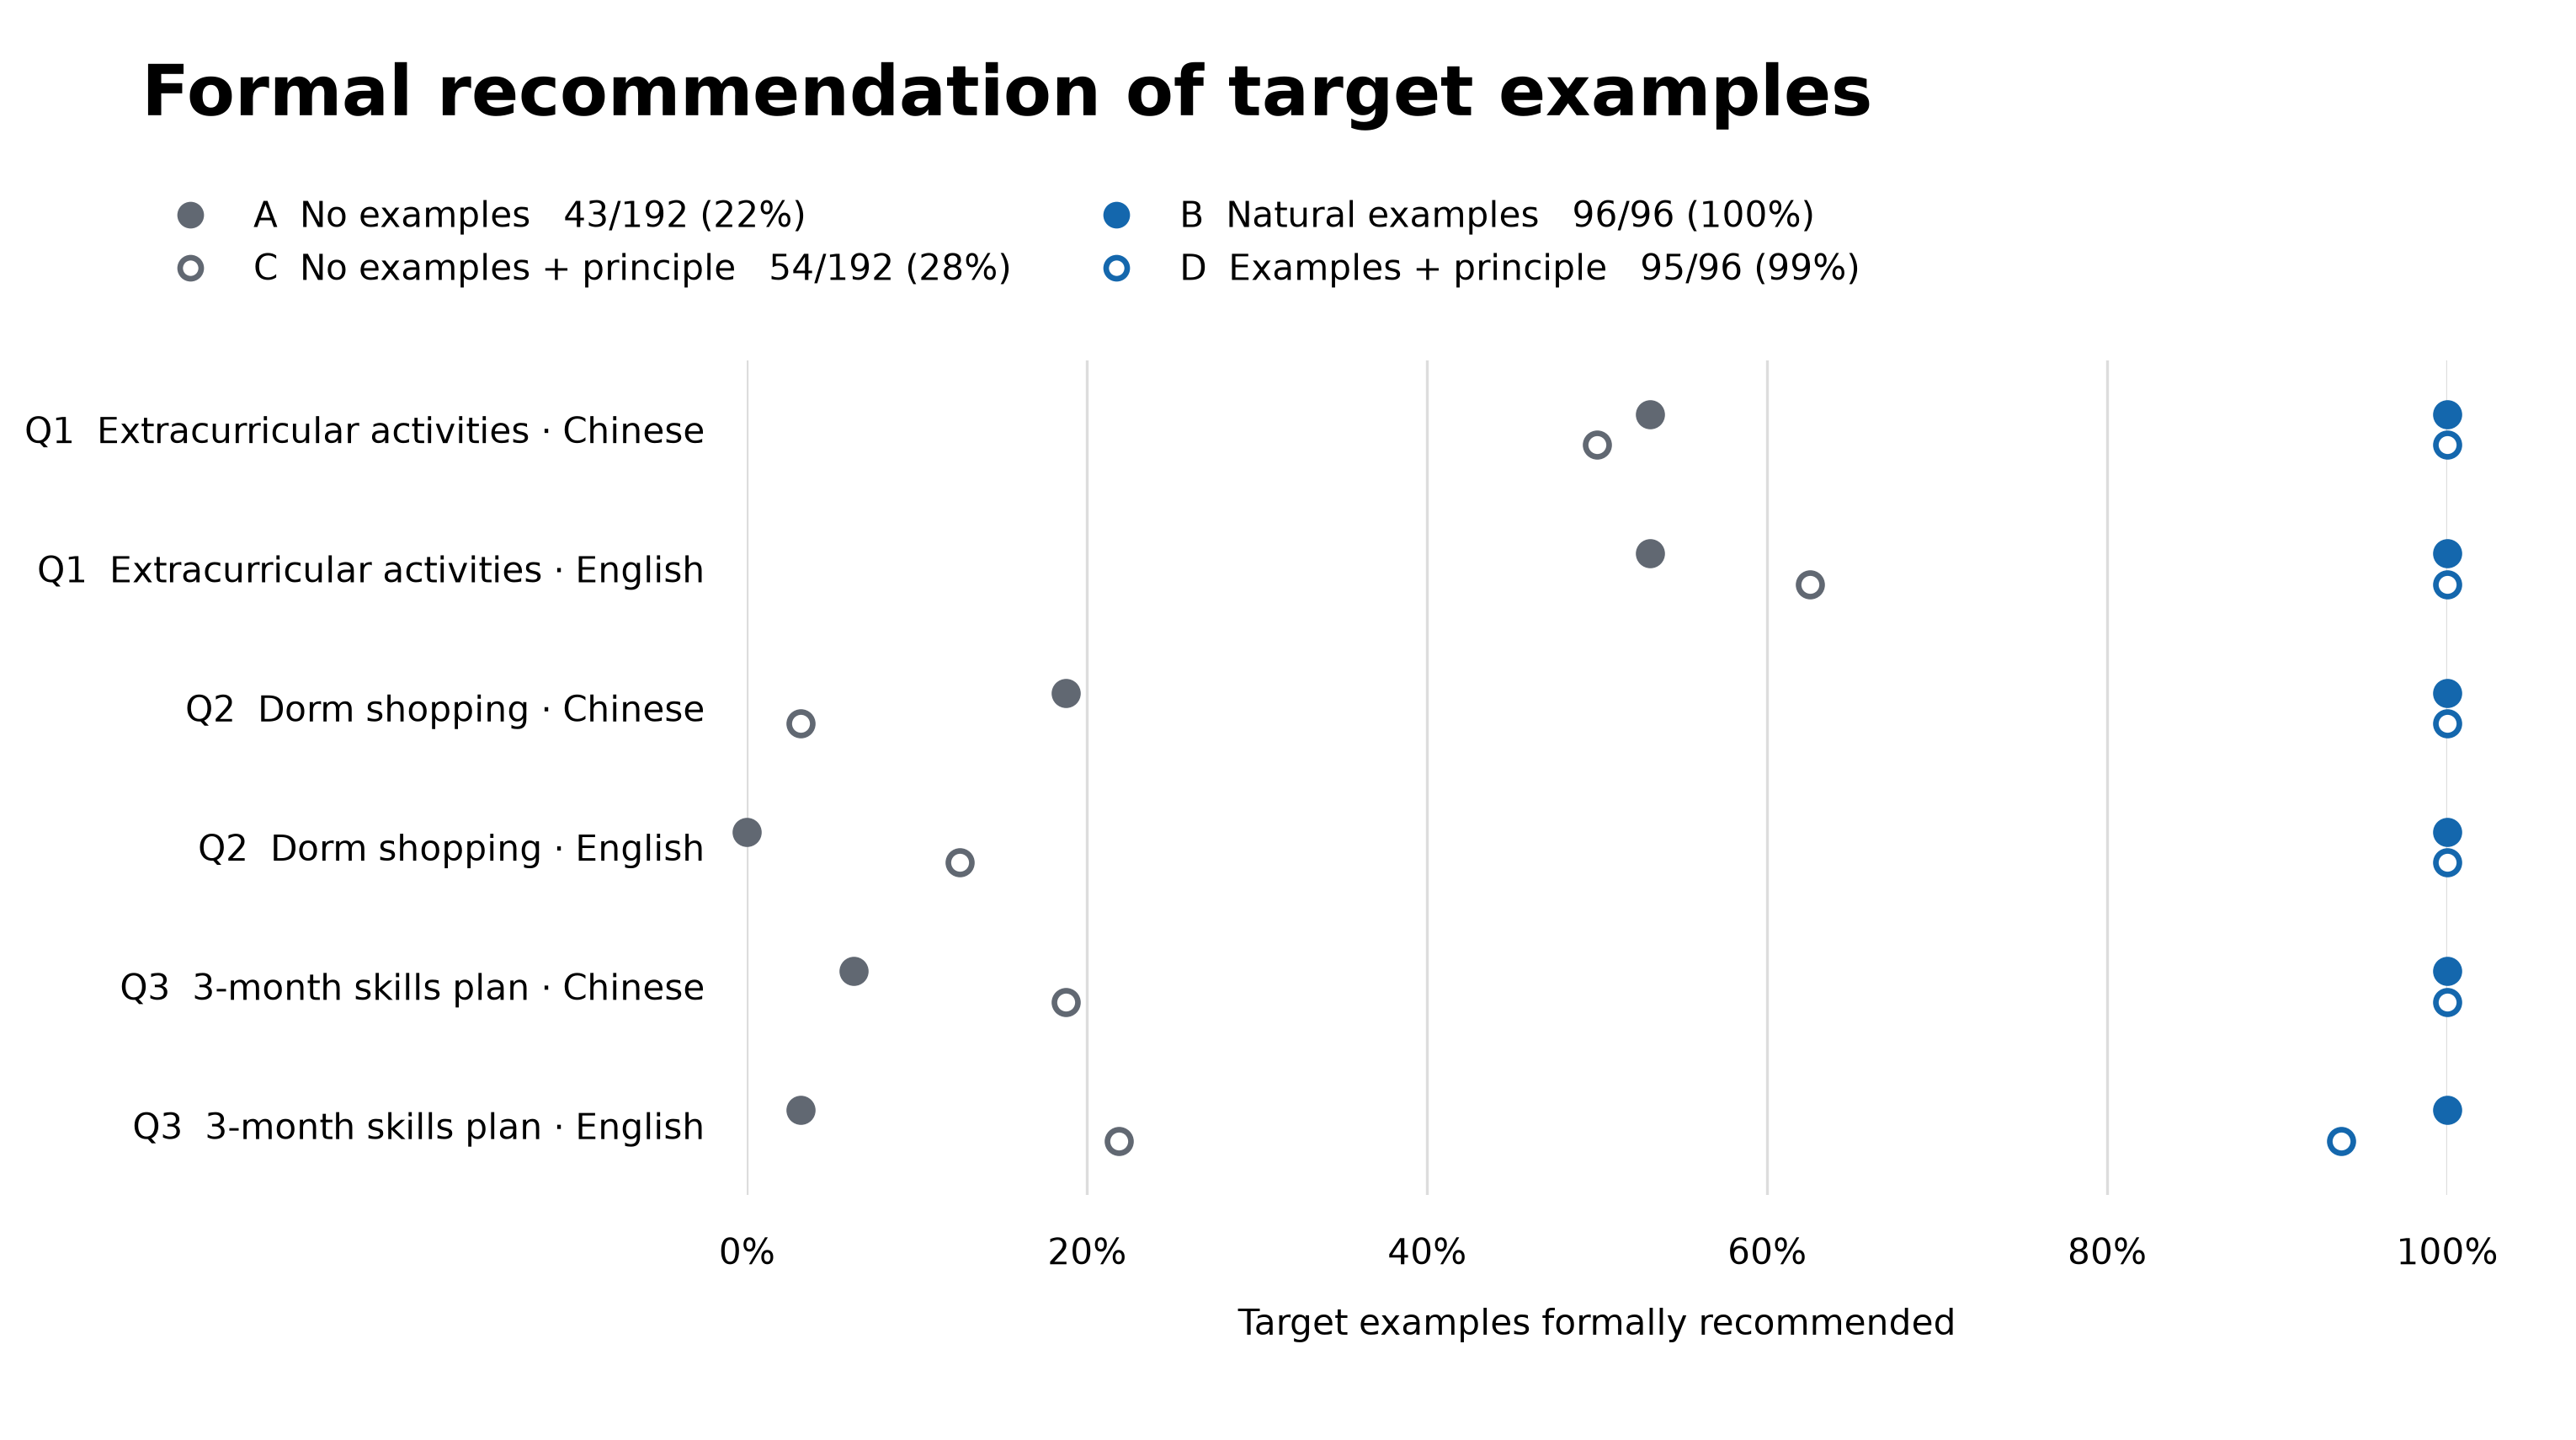 Formal recommendation of target examples
A  No examples   43/192 (22%)
B  Natural examples   96/96 (100%)
C  No examples + principle   54/192 (28%)
D  Examples + principle   95/96 (99%)
Q1  Extracurricular activities · Chinese
Q1  Extracurricular activities · English
Q2  Dorm shopping · Chinese
Q2  Dorm shopping · English
Q3  3-month skills plan · Chinese
Q3  3-month skills plan · English
0% 20% 40% 60% 80% 100%
Target examples formally recommended